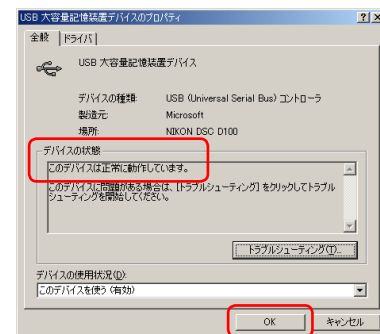 USB 大容量記憶装置デバイスのプロパティ
全般 ドライバ
USB 大容量記憶装置デバイス
デバイスの種類: USB (Universal Serial Bus) コントローラ
製造元: Microsoft
場所: NIKON DSC D100
デバイスの状態
このデバイスは正常に動作しています。
このデバイスに問題がある場合は、[トラブルシューティング] をクリックしてトラブル
シューティングを開始してください。
トラブルシューティング(T)...
デバイスの使用状況(D):
このデバイスを使う (有効)
OK キャンセル